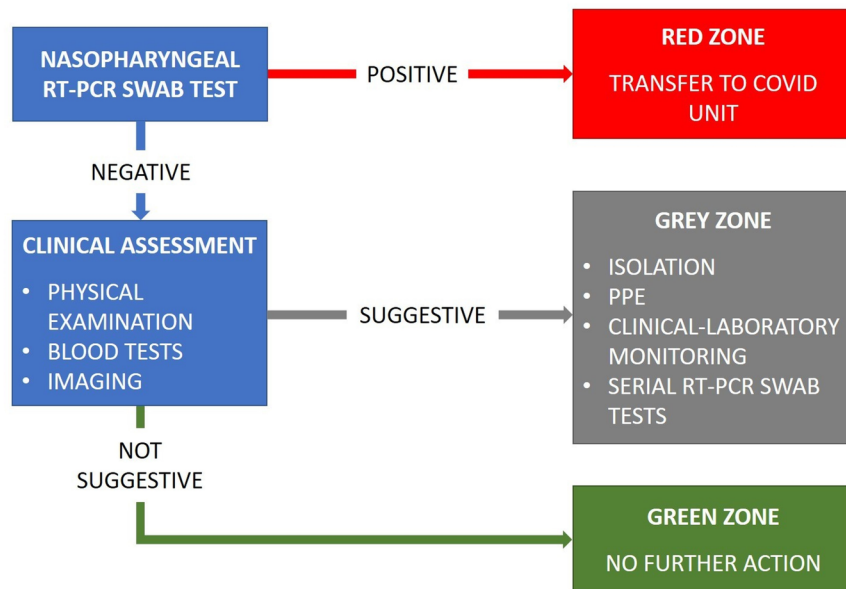 NASOPHARYNGEAL
RT-PCR SWAB TEST
POSITIVE
RED ZONE
TRANSFER TO COVID
UNIT
NEGATIVE
CLINICAL ASSESSMENT
• PHYSICAL
EXAMINATION
• BLOOD TESTS
• IMAGING
SUGGESTIVE
GREY ZONE
• ISOLATION
• PPE
• CLINICAL-LABORATORY
MONITORING
• SERIAL RT-PCR SWAB
TESTS
NOT
SUGGESTIVE
GREEN ZONE
NO FURTHER ACTION